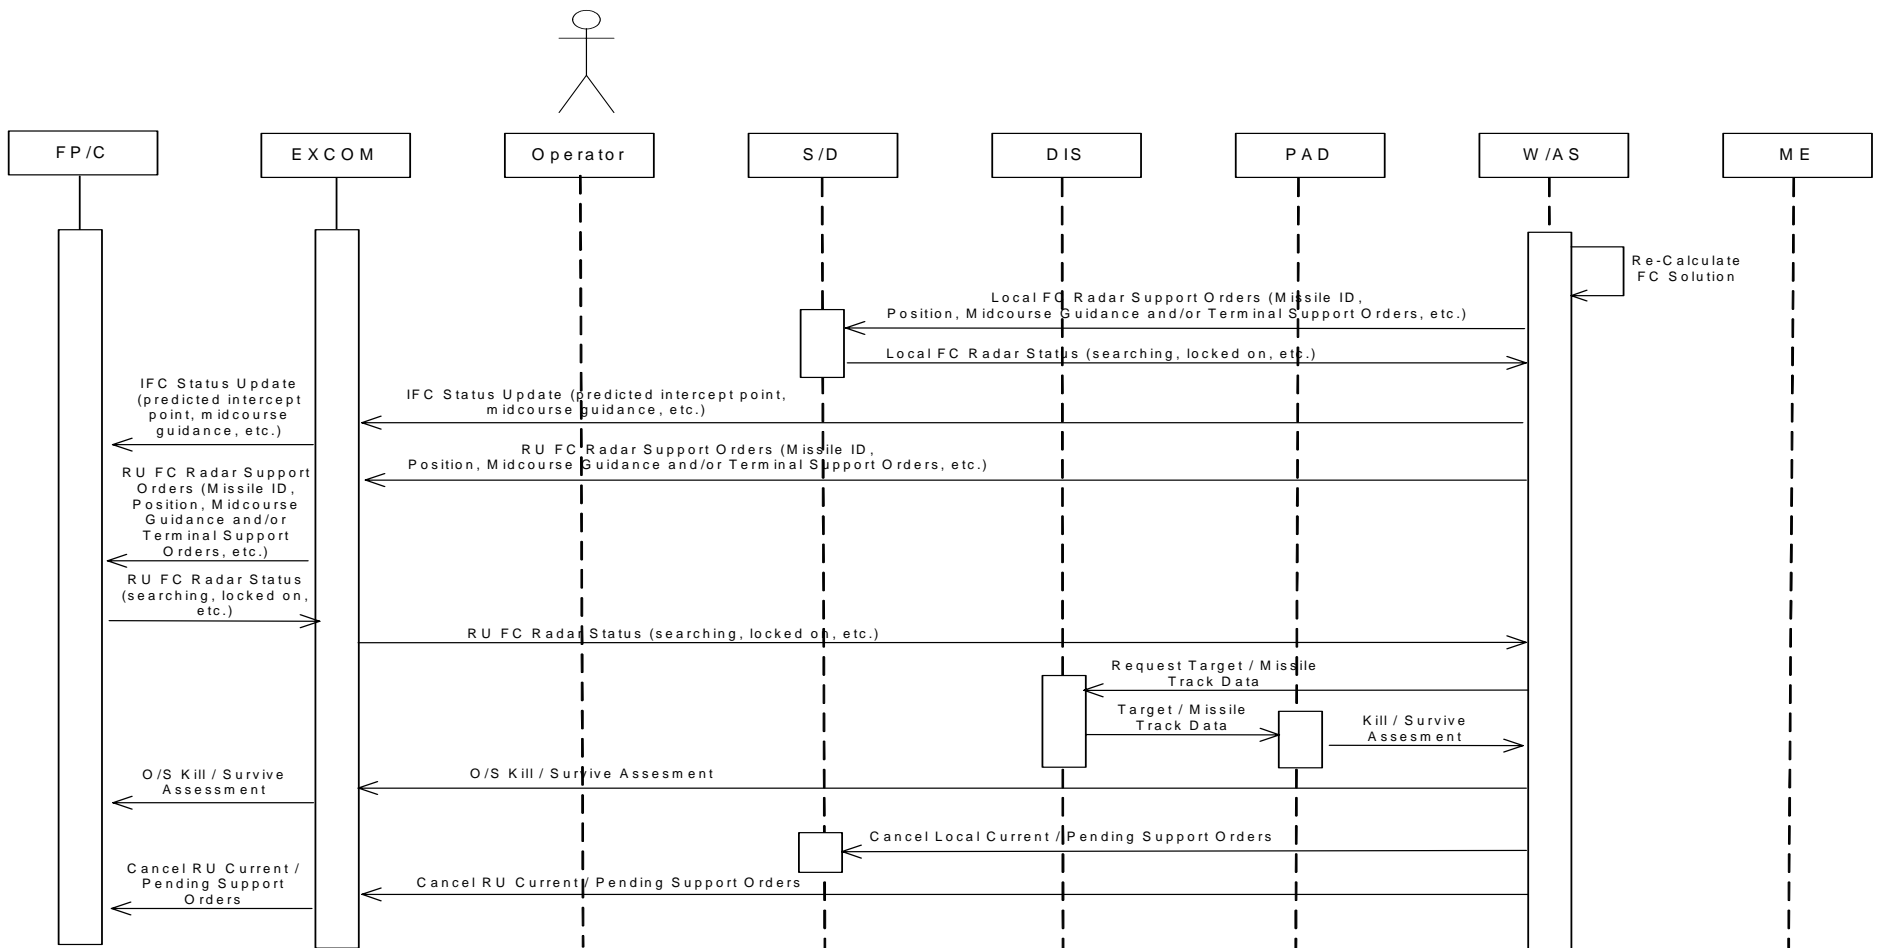 FP/C
EXCOM
Operator
S/D
DIS
PAD
W/AS
ME
Re-Calculate
FC Solution
Local FC Radar Support Orders (Missile ID,
Position, Midcourse Guidance and/or Terminal Support Orders, etc.)
Local FC Radar Status (searching, locked on, etc.)
IFC Status Update
(predicted intercept
point, midcourse
guidance, etc.)
IFC Status Update (predicted intercept point,
midcourse guidance, etc.)
RU FC Radar Support Orders (Missile ID,
Position, Midcourse Guidance and/or Terminal Support Orders, etc.)
RU FC Radar Support
Orders (Missile ID,
Position, Midcourse
Guidance and/or
Terminal Support
Orders, etc.)
RU FC Radar Status
(searching, locked on,
etc.)
RU FC Radar Status (searching, locked on, etc.)
Request Target / Missile
Track Data
Target / Missile
Track Data
Kill / Survive
Assesment
O/S Kill / Survive
Assessment
O/S Kill / Survive Assesment
Cancel Local Current / Pending Support Orders
Cancel RU Current /
Pending Support
Orders
Cancel RU Current / Pending Support Orders